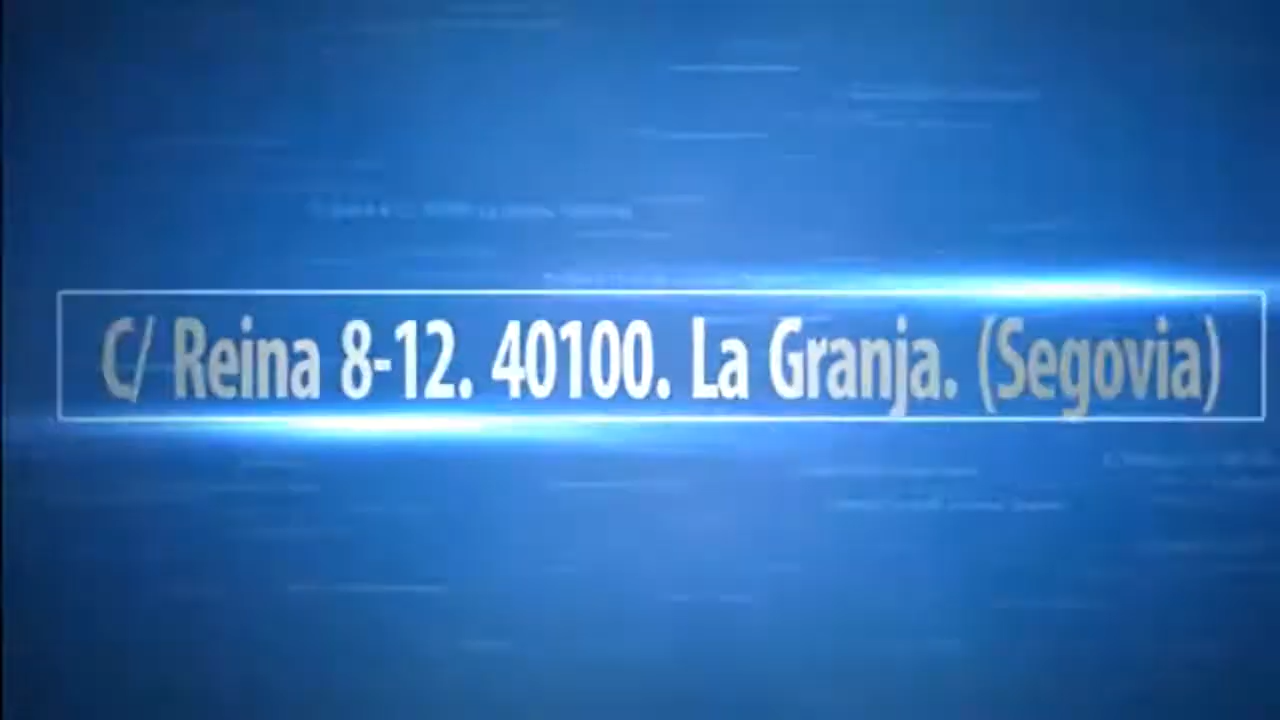 C/ Reina 8-12. 40100. La Granja. (Segovia)